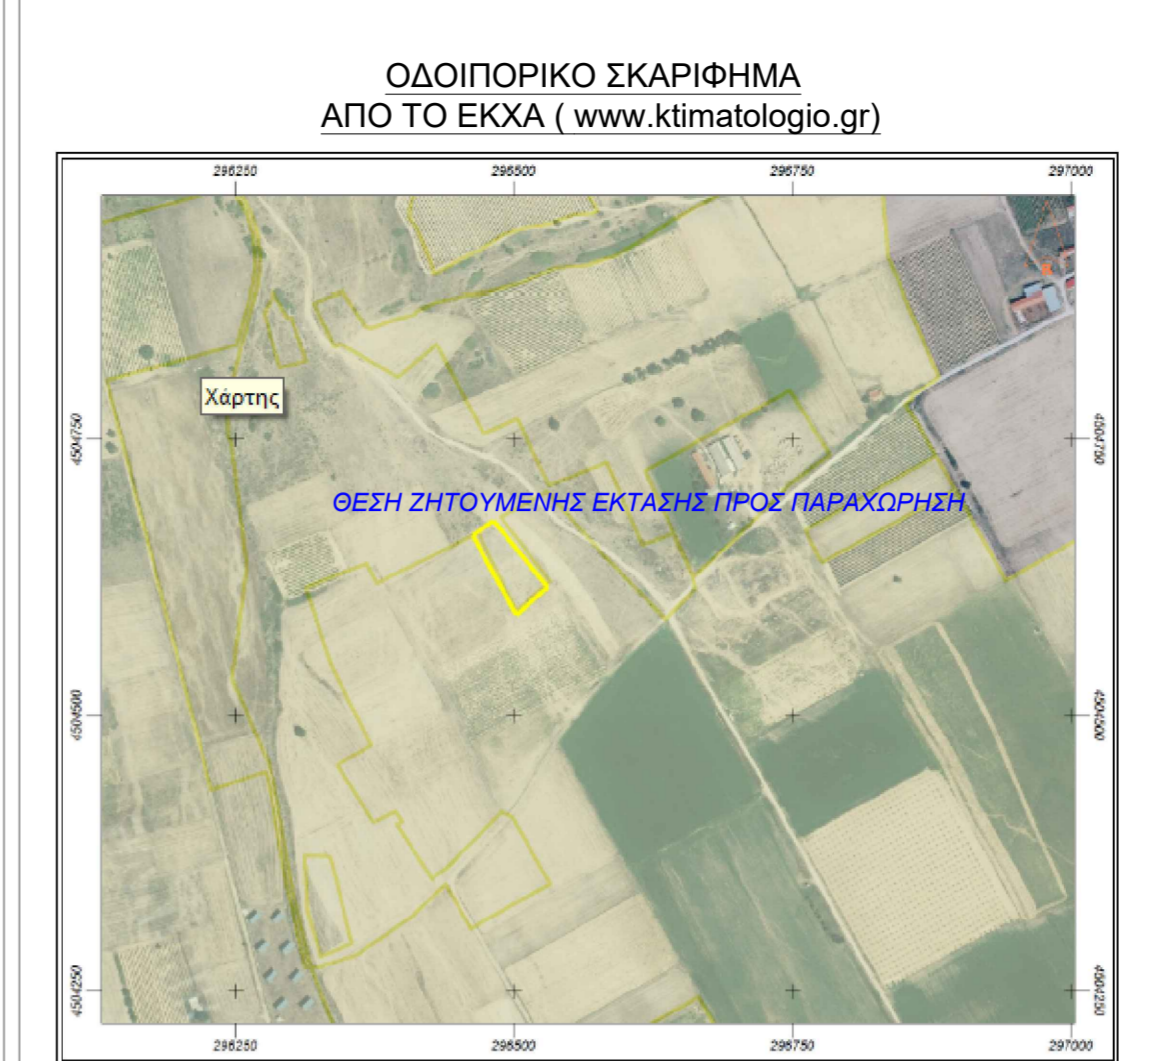 ΟΔΟΙΠΟΡΙΚΟ ΣΚΑΡΙΦΗΜΑ
ΑΠΟ ΤΟ ΕΚΧΑ ( www.ktimatologio.gr)
296250 296500 296750 297000
Χάρτης
4504750 4504750
ΘΕΣΗ ΖΗΤΟΥΜΕΝΗΣ ΕΚΤΑΣΗΣ ΠΡΟΣ ΠΑΡΑΧΩΡΗΣΗ
4504500 4504500
4504250 4504250
296250 296500 296750 297000